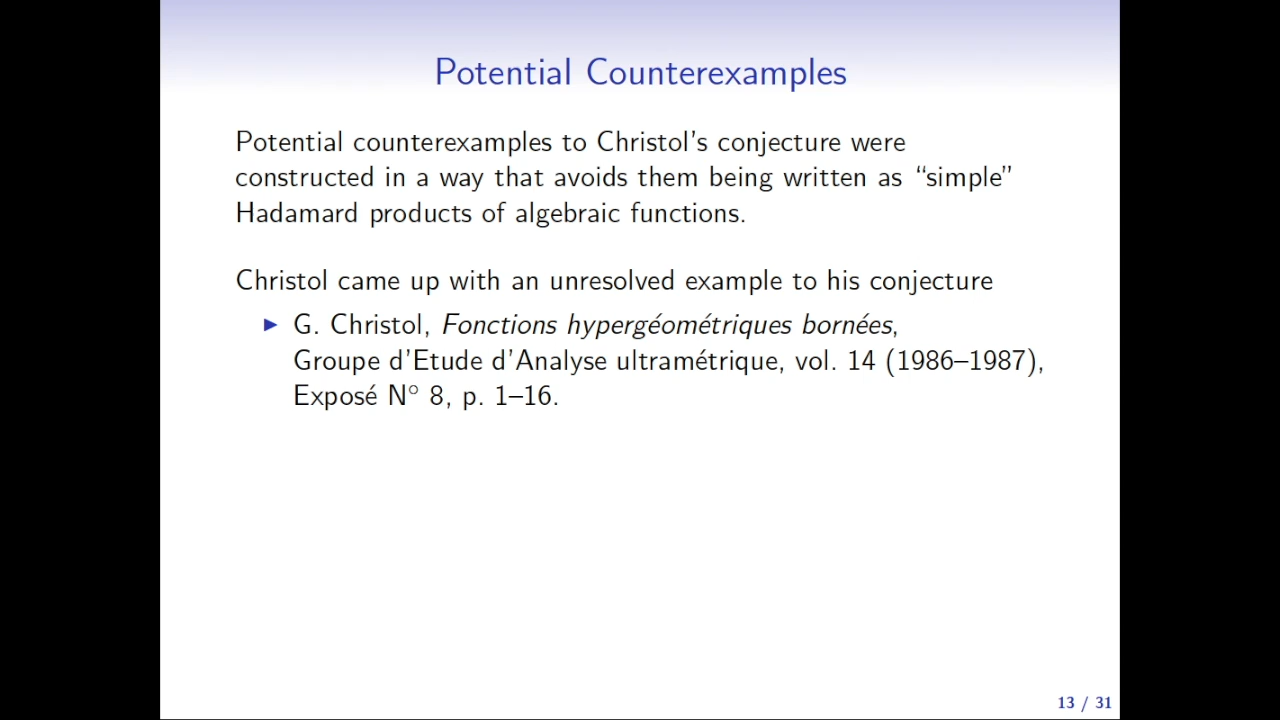 Potential Counterexamples
Potential counterexamples to Christol's conjecture were
constructed in a way that avoids them being written as “simple”
Hadamard products of algebraic functions.
Christol came up with an unresolved example to his conjecture
▶ G. Christol, Fonctions hypergéométriques bornées,
Groupe d'Etude d'Analyse ultramétrique, vol. 14 (1986–1987),
Exposé N° 8, p. 1–16.
13 / 31